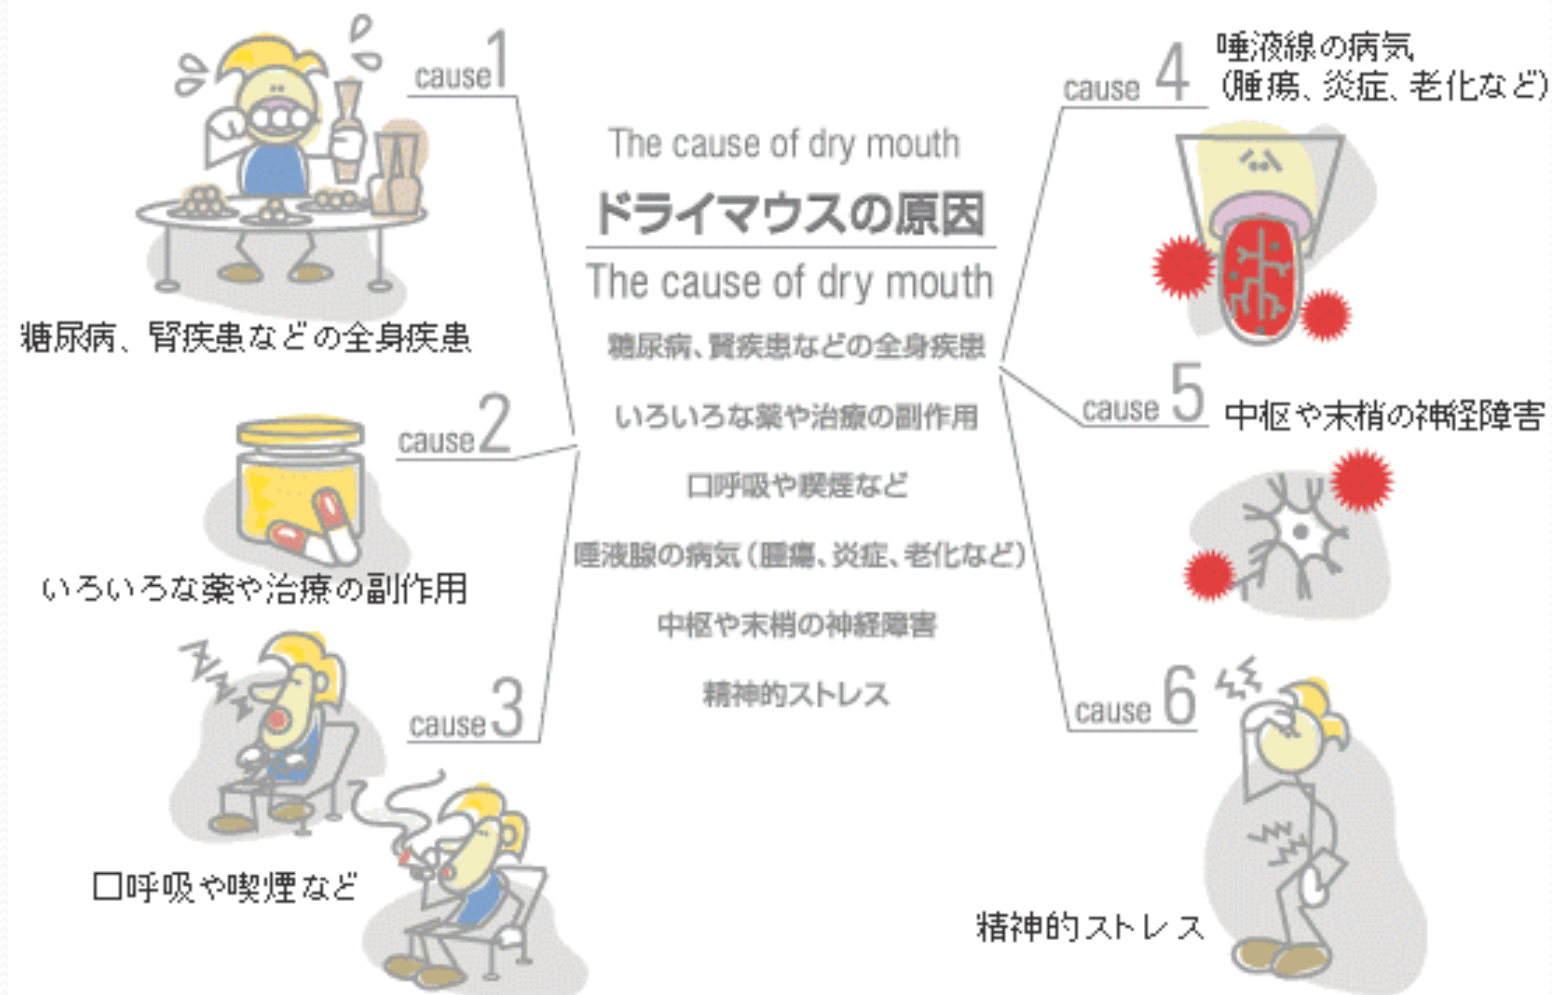 cause1
糖尿病、腎疾患などの全身疾患
cause2
いろいろな薬や治療の副作用
cause3
口呼吸や喫煙など
The cause of dry mouth
ドライマウスの原因
The cause of dry mouth
糖尿病、腎疾患などの全身疾患
いろいろな薬や治療の副作用
口呼吸や喫煙など
唾液腺の病気(腫瘍、炎症、老化など)
中枢や末梢の神経障害
精神的ストレス
cause 4
唾液線の病気
(腫瘍、炎症、老化など)
cause 5
中枢や末梢の神経障害
cause 6
精神的ストレス